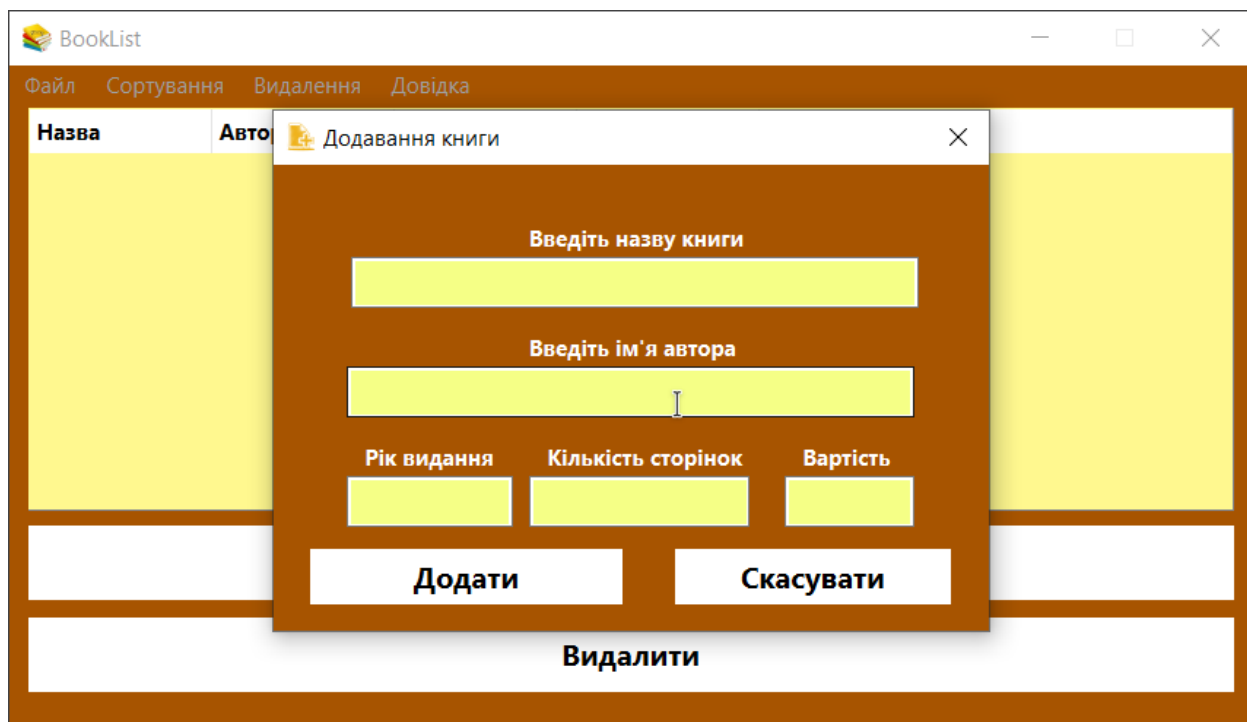 BookList
Файл Сортування Видалення Довідка
Назва Авто
Додавання книги
Введіть назву книги
Введіть ім'я автора
Рік видання Кількість сторінок Вартість
Додати Скасувати
Видалити